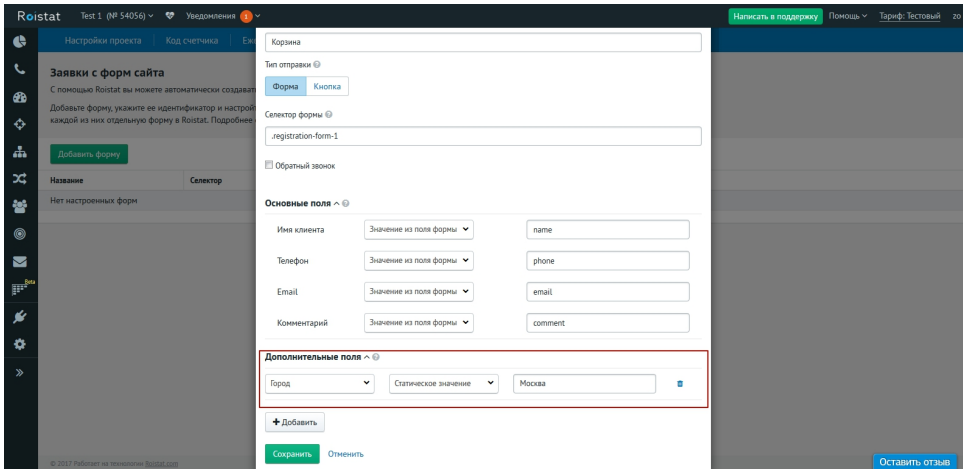 Roistat Test 1 (№ 54056) Уведомления 1 Написать в поддержку Помощь Тариф: Тестовый 20
Настройки проекта Код счетчика Еж
Заявки с форм сайта
С помощью Roistat вы можете автоматически создават
Добавьте форму, укажите ее идентификатор и настрой
каждой из них отдельную форму в Roistat. Подробнее
Добавить форму
Название Селектор
Нет настроенных форм
Beta
Корзина
Тип отправки
Форма Кнопка
Селектор формы
.registration-form-1
Обратный звонок
Основные поля
Имя клиента Значение из поля формы name
Телефон Значение из поля формы phone
Email Значение из поля формы email
Комментарий Значение из поля формы comment
Дополнительные поля
Город Статическое значение Москва
+ Добавить
Сохранить Отменить
© 2017 Работает на технологии Roistat.com
Оставить отзыв